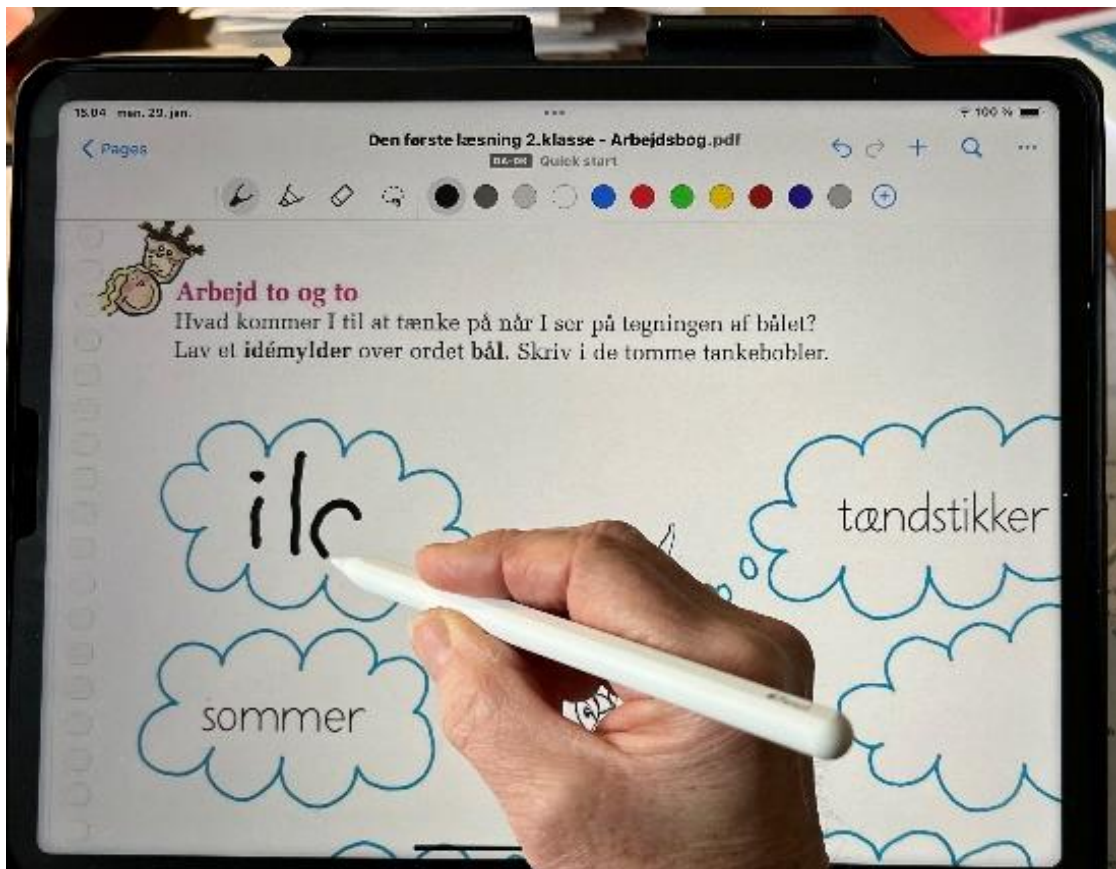 15.04 man. 29. jan.
100 %
Pages
Den første læsning 2.klasse - Arbejdsbog.pdf
DA-DK Quick start
Arbejd to og to
Hvad kommer I til at tænke på når I ser på tegningen af bålet?
Lav et idémylder over ordet bål. Skriv i de tomme tankebobler.
tændstikker
sommer